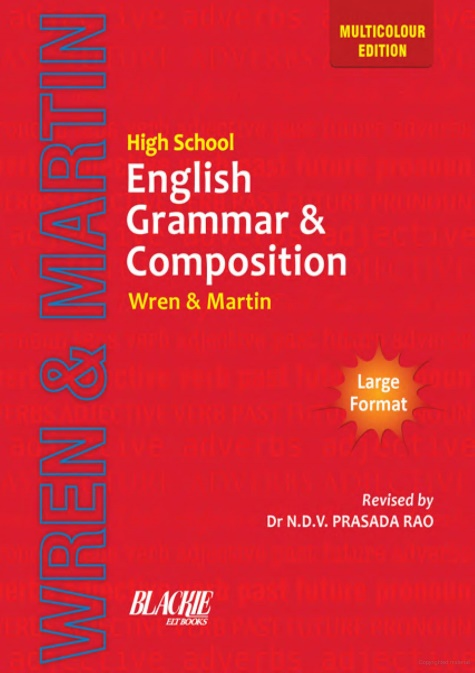 WREN & MARTIN
MULTICOLOUR
EDITION
High School
English
Grammar &
Composition
Wren & Martin
Large
Format
Revised by
Dr N.D.V. PRASADA RAO
BLACKIE
ELT BOOKS